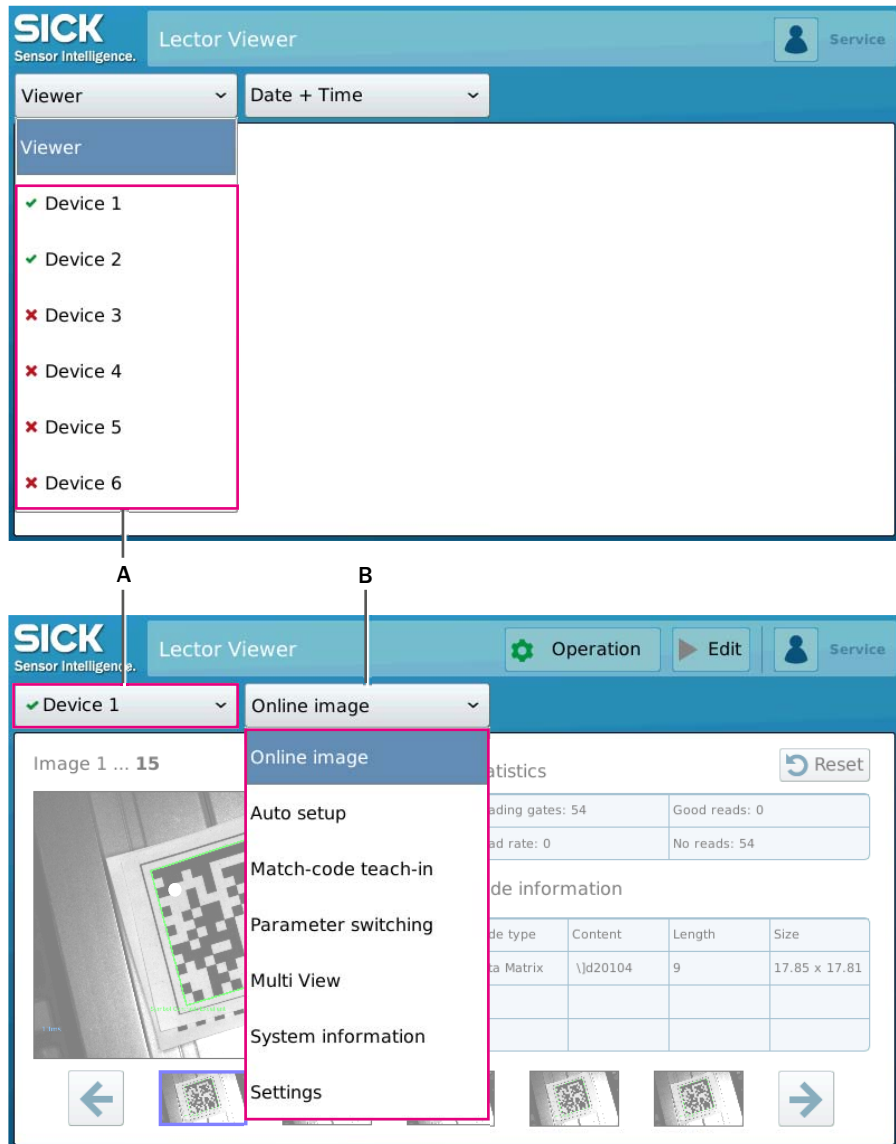 SICK
Sensor Intelligence.
Lector Viewer
Service
Viewer
Date + Time
Viewer
Device 1
Device 2
Device 3
Device 4
Device 5
Device 6
A
B
SICK
Sensor Intelligence.
Lector Viewer
Operation
Edit
Service
Device 1
Online image
Image 1 ... 15
Online image
Auto setup
Match-code teach-in
Parameter switching
Multi View
System information
Settings
atistics
Reset
ading gates: 54
Good reads: 0
ad rate: 0
No reads: 54
de information
de type
Content
Length
Size
ta Matrix
\]d20104
9
17.85 x 17.81